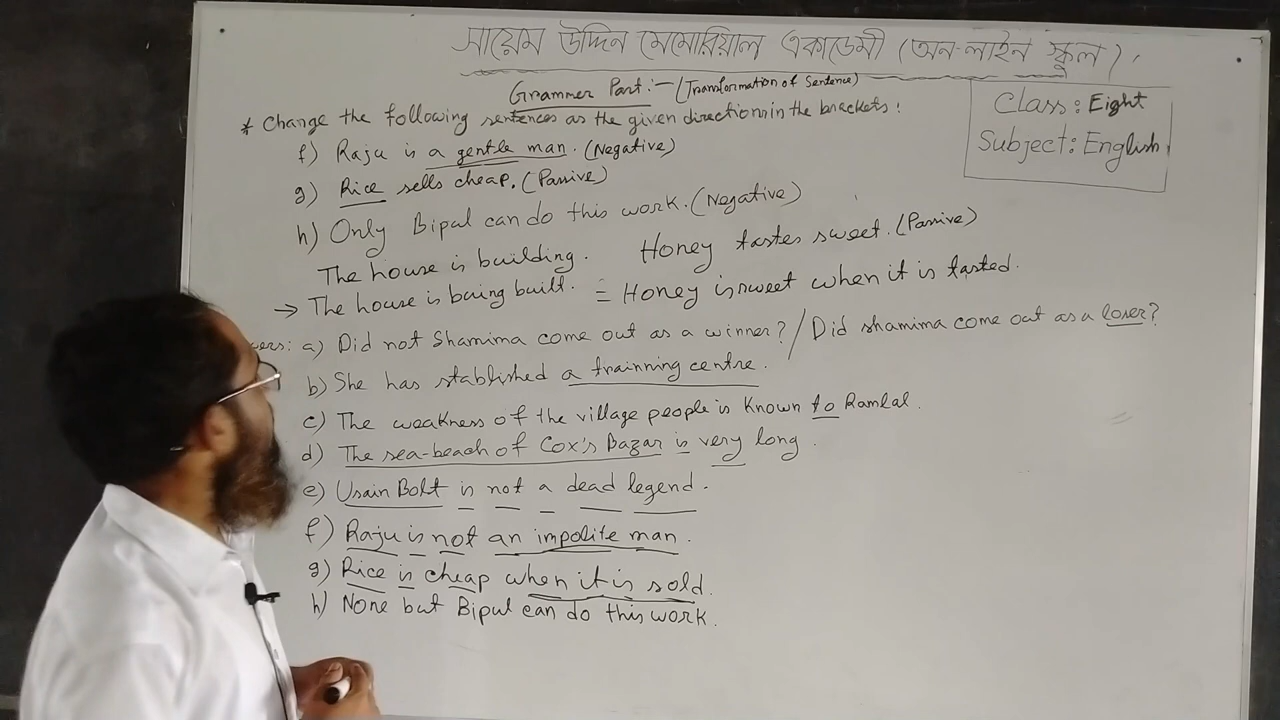 সায়েম উদ্দিন মেমোরিয়াল একাডেমী (অন-লাইন স্কুল),
Grammer Part:- (Transformation of Sentence)
Class: Eight
Subject: English
* Change the following sentences as the given directions in the brackets:
f) Raju is a gentle man. (Negative)
g) Rice sells cheap. (Passive)
h) Only Bipul can do this work. (Negative)
The house is building. Honey tastes sweet. (Passive)
→ The house is being built. = Honey is sweet when it is tasted.
wers: a) Did not Shamima come out as a winner? / Did shamima come out as a loser?
b) She has stablished a trainning centre.
c) The weakness of the village people is known to Ramlal.
d) The sea-beach of Cox's Bazar is very long.
e) Usain Bolt is not a dead legend.
f) Raju is not an impolite man.
g) Rice is cheap when it is sold.
h) None but Bipul can do this work.